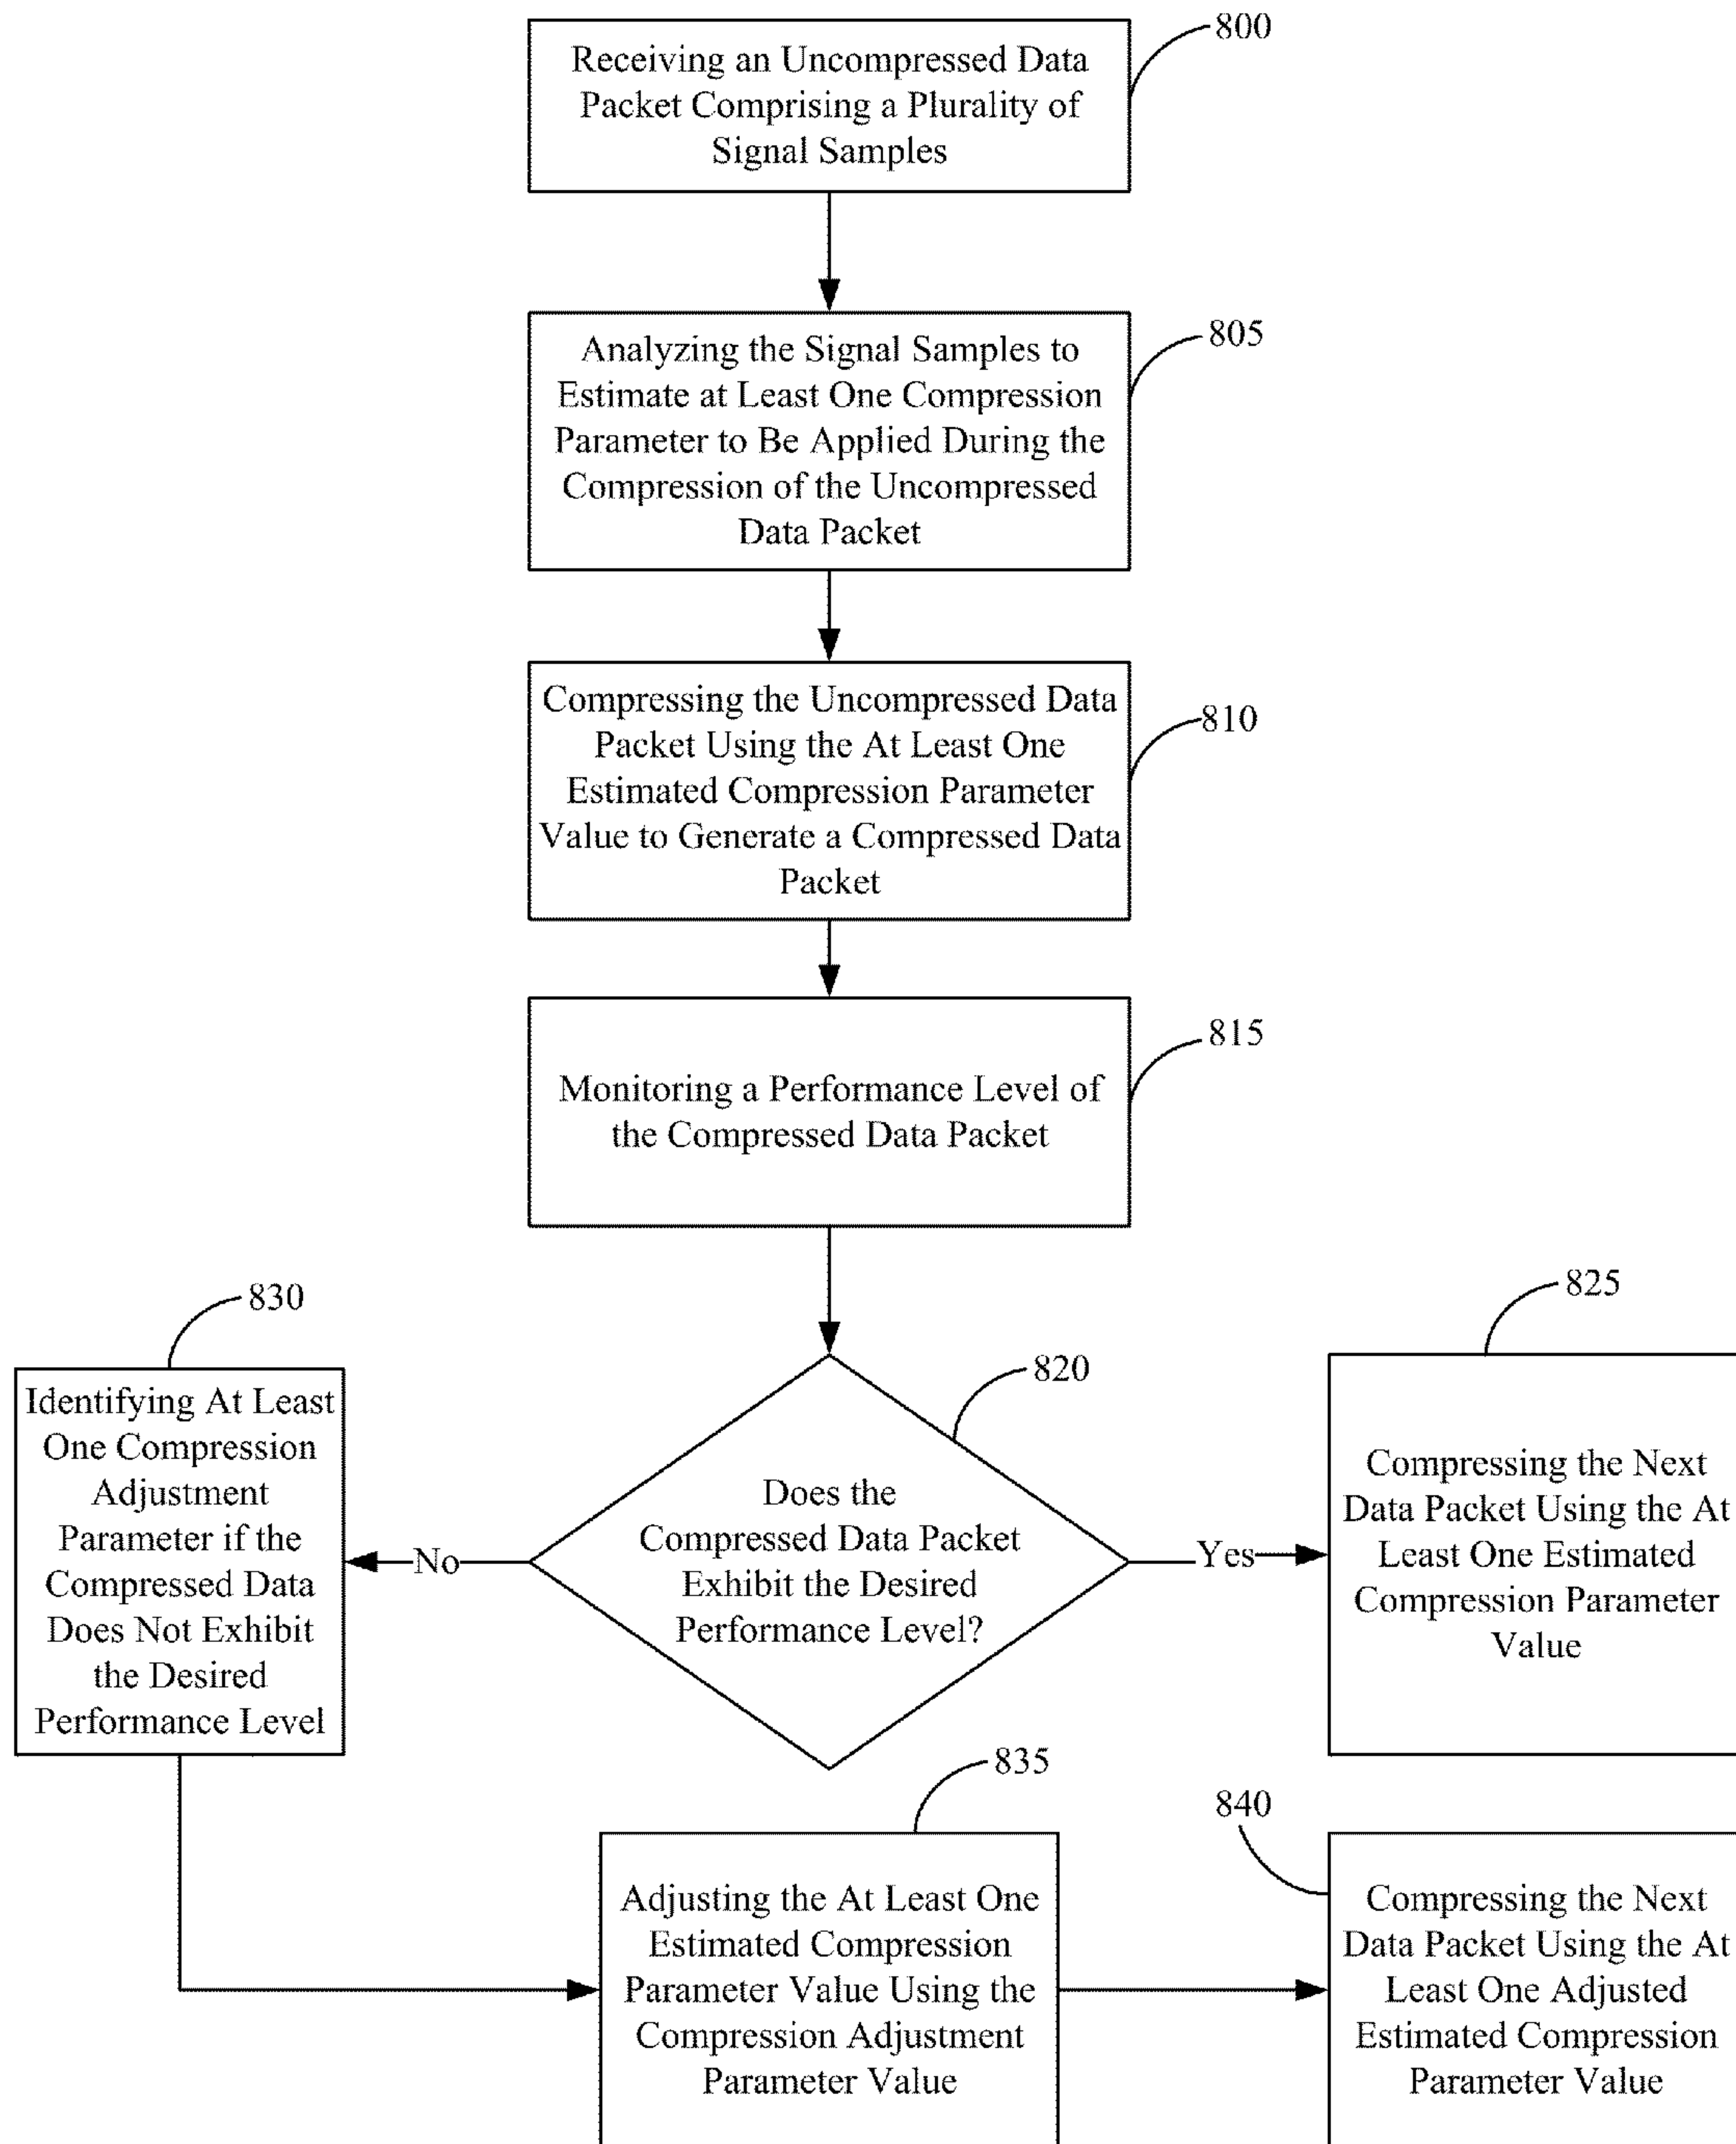 800
Receiving an Uncompressed Data
Packet Comprising a Plurality of
Signal Samples
805
Analyzing the Signal Samples to
Estimate at Least One Compression
Parameter to Be Applied During the
Compression of the Uncompressed
Data Packet
810
Compressing the Uncompressed Data
Packet Using the At Least One
Estimated Compression Parameter
Value to Generate a Compressed Data
Packet
815
Monitoring a Performance Level of
the Compressed Data Packet
820
Does the
Compressed Data Packet
Exhibit the Desired
Performance Level?
Yes
825
Compressing the Next
Data Packet Using the At
Least One Estimated
Compression Parameter
Value
No
830
Identifying At Least
One Compression
Adjustment
Parameter if the
Compressed Data
Does Not Exhibit
the Desired
Performance Level
835
Adjusting the At Least One
Estimated Compression
Parameter Value Using the
Compression Adjustment
Parameter Value
840
Compressing the Next
Data Packet Using the At
Least One Adjusted
Estimated Compression
Parameter Value